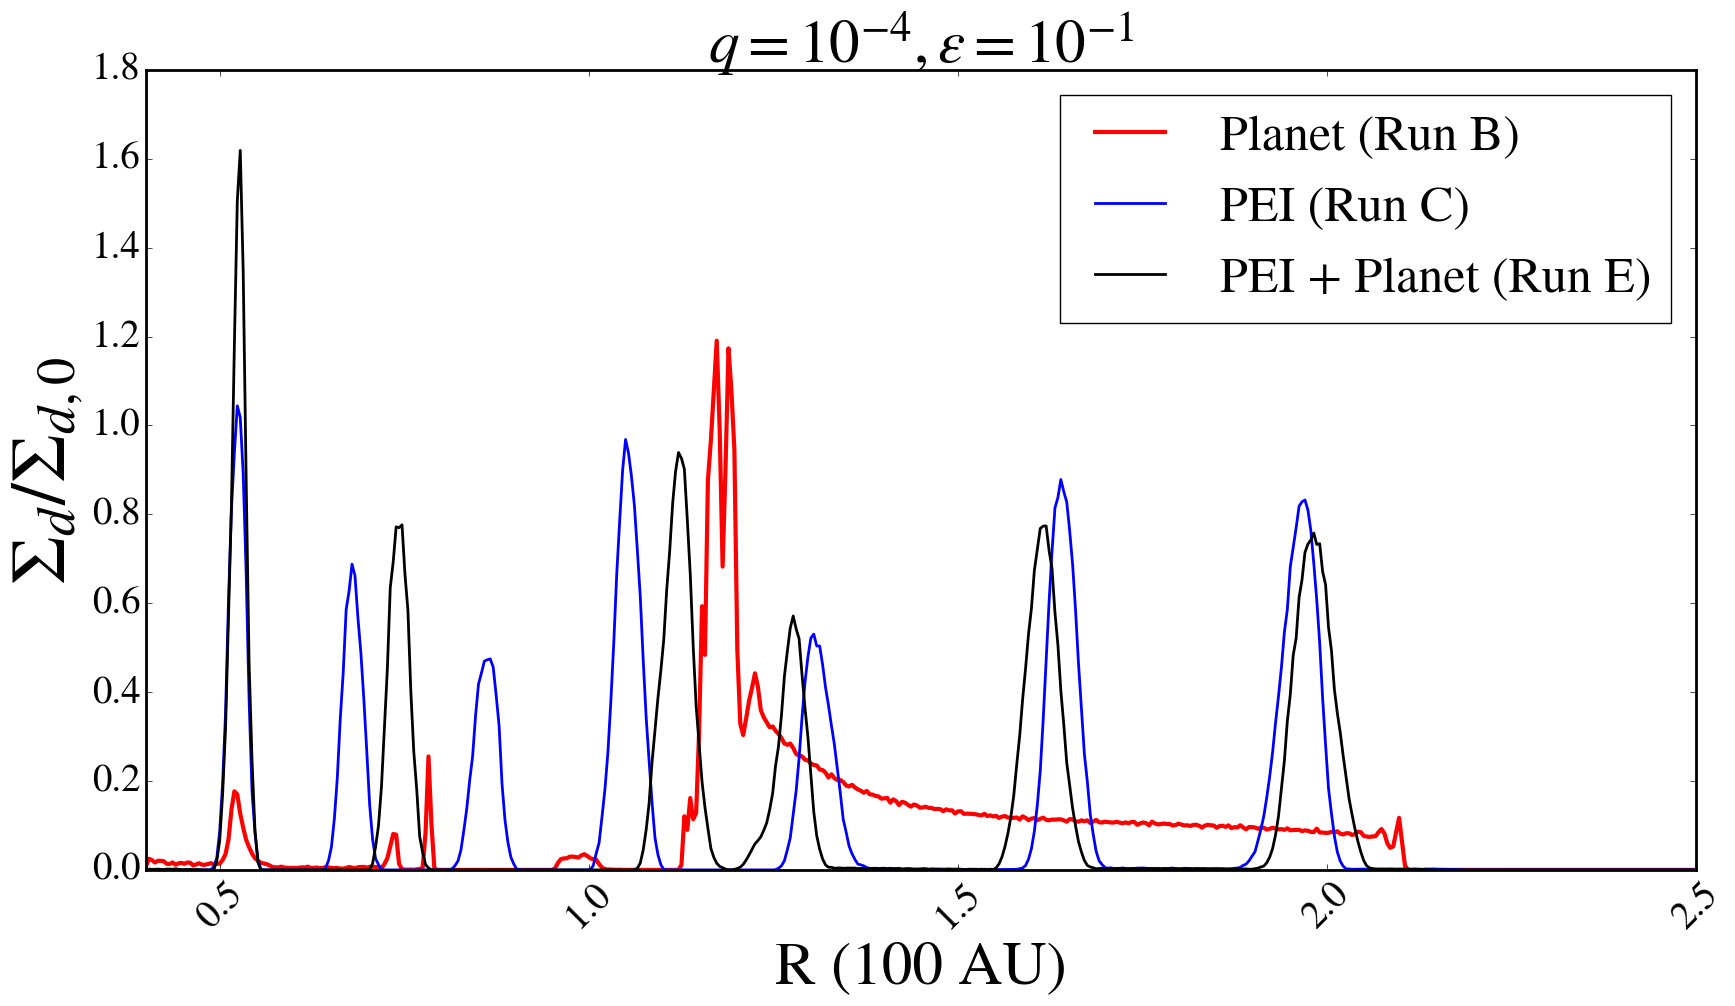 q = 10⁻⁴, ε = 10⁻¹
1.8
1.6
1.4
1.2
1.0
0.8
0.6
0.4
0.2
0.0
Σd/Σd,0
Planet (Run B)
PEI (Run C)
PEI + Planet (Run E)
0.5
1.0
1.5
2.0
2.5
R (100 AU)